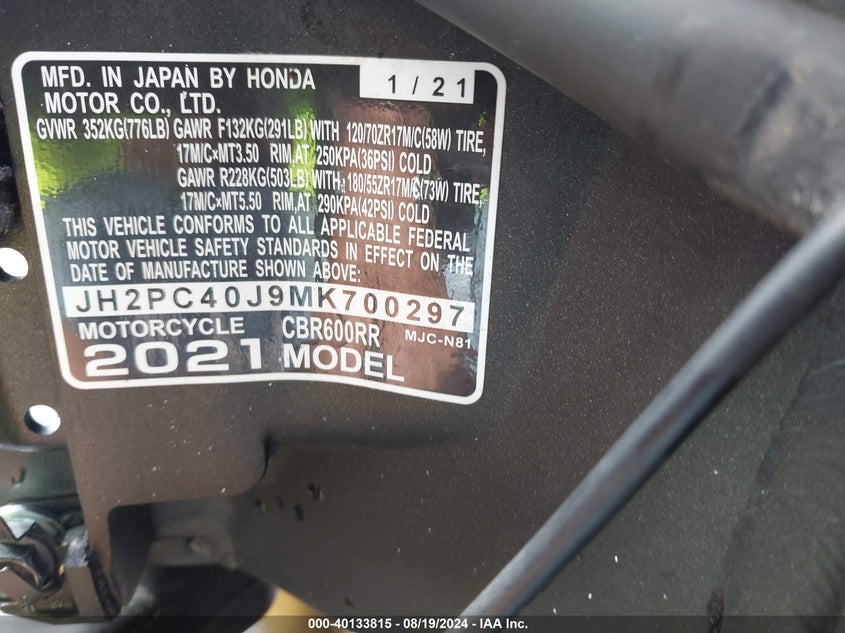 MFD. IN JAPAN BY HONDA 1/21
MOTOR CO., LTD.
GVWR 352KG(776LB) GAWR F132KG(291LB) WITH 120/70ZR17M/C(58W) TIRE,
17M/C×MT3.50 RIM, AT 250KPA(36PSI) COLD
GAWR R228KG(503LB) WITH 180/55ZR17M/C(73W) TIRE,
17M/C×MT5.50 RIM, AT 290KPA(42PSI) COLD
THIS VEHICLE CONFORMS TO ALL APPLICABLE FEDERAL
MOTOR VEHICLE SAFETY STANDARDS IN EFFECT ON THE
DATE OF MANUFACTURE SHOWN ABOVE:
JH2PC40J9MK700297
MOTORCYCLE CBR600RR MJC-N81
2021 MODEL
000-40133815 - 08/19/2024 - IAA Inc.